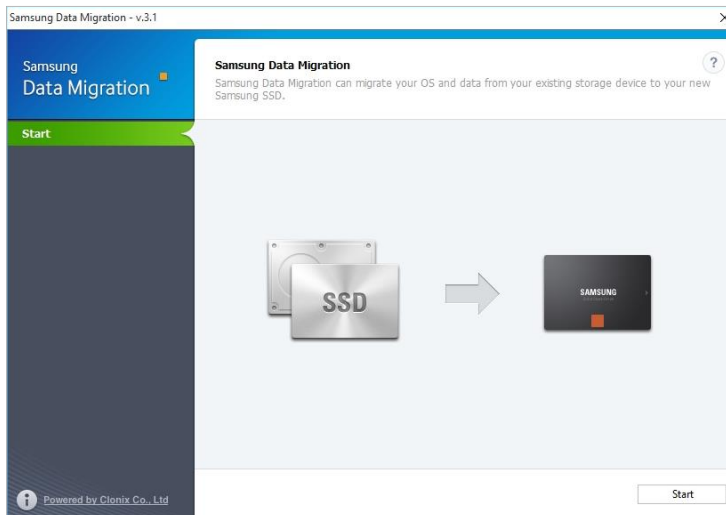 Samsung Data Migration - v.3.1
Samsung
Data Migration
Samsung Data Migration
Samsung Data Migration can migrate your OS and data from your existing storage device to your new
Samsung SSD.
?
Start
SSD
SAMSUNG
Powered by Clonix Co., Ltd
Start